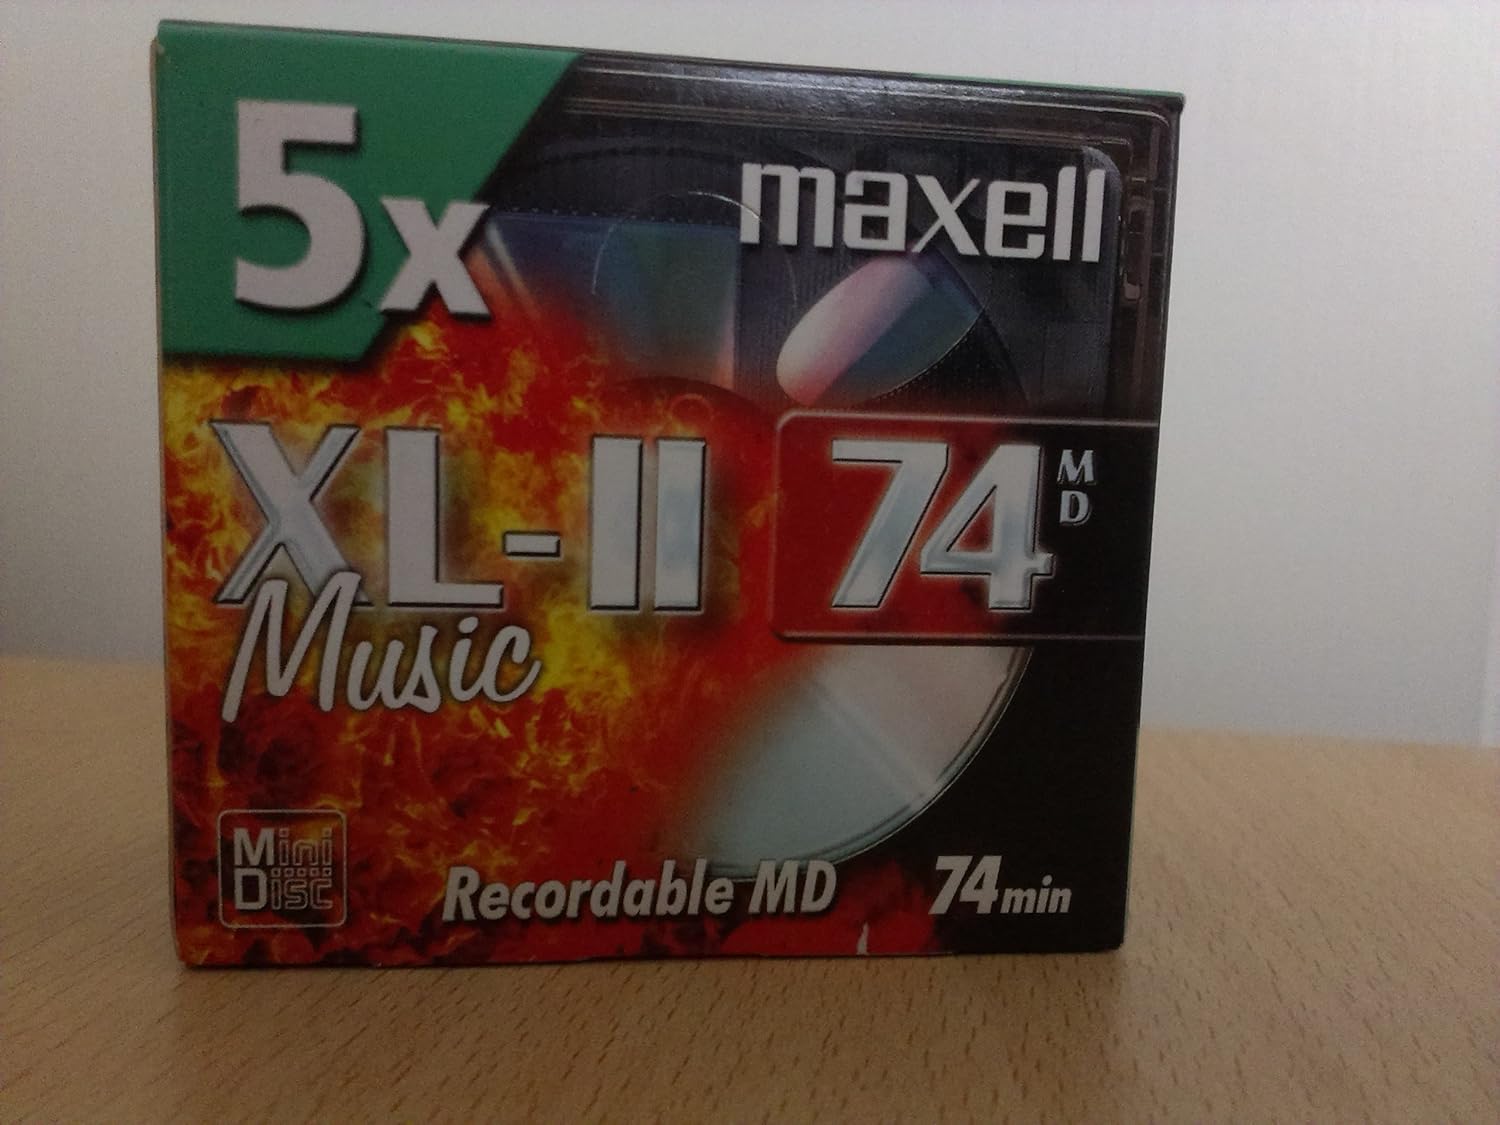 5x
maxell
XL-II
Music
74
MD
Mini
Disc
Recordable MD
74min